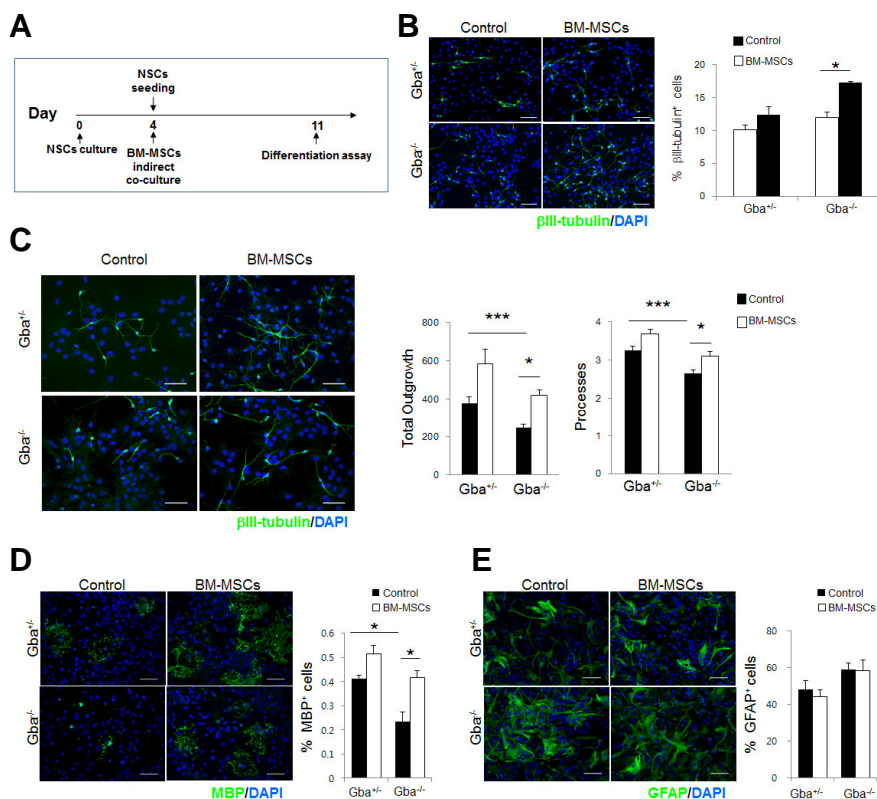 A
NSCs
seeding
Day
0
4
11
NSCs culture
BM-MSCs
indirect
co-culture
Differentiation assay
B
Control
BM-MSCs
Gba+/-
Gba-/-
βIII-tubulin/DAPI
Control
BM-MSCs
% βIII-tubulin+ cells
20
15
10
5
0
*
Gba+/-
Gba-/-
C
Control
BM-MSCs
Gba+/-
Gba-/-
βIII-tubulin/DAPI
Total Outgrowth
800
600
400
200
0
***
*
Gba+/-
Gba-/-
Processes
4
3
2
1
0
***
*
Gba+/-
Gba-/-
Control
BM-MSCs
D
Control
BM-MSCs
Gba+/-
Gba-/-
MBP/DAPI
Control
BM-MSCs
% MBP+ cells
0.6
0.5
0.4
0.3
0.2
0.1
0
*
*
Gba+/-
Gba-/-
E
Control
BM-MSCs
Gba+/-
Gba-/-
GFAP/DAPI
Control
BM-MSCs
% GFAP+ cells
80
60
40
20
0
Gba+/-
Gba-/-